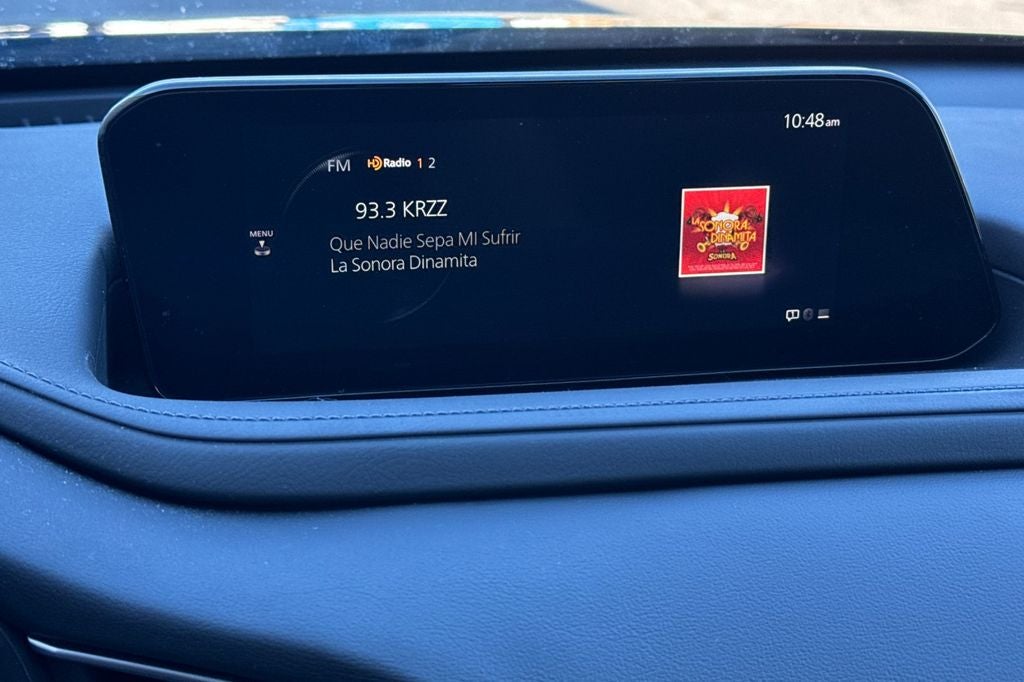 10:48am
FM HD Radio 1 2
93.3 KRZZ
MENU
Que Nadie Sepa MI Sufrir
La Sonora Dinamita
LA
SONORA
DINAMITA
SONORA